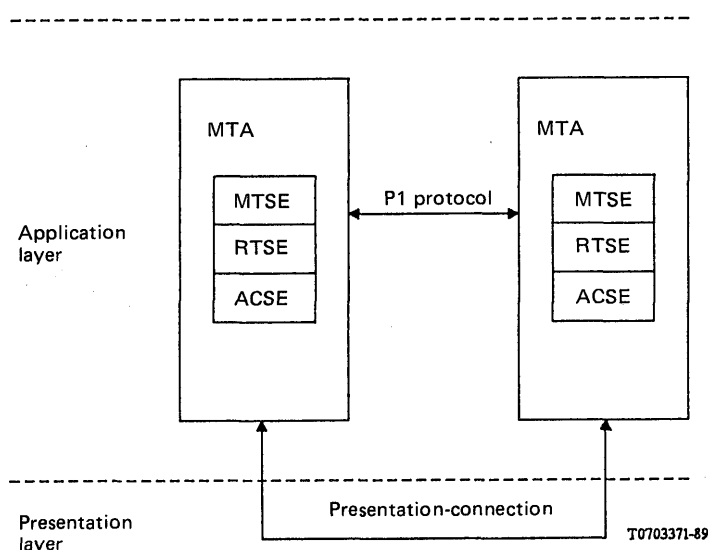 MTA
MTA
MTSE
P1 protocol
MTSE
Application
layer
RTSE
RTSE
ACSE
ACSE
Presentation-connection
Presentation
layer
T0703371-89